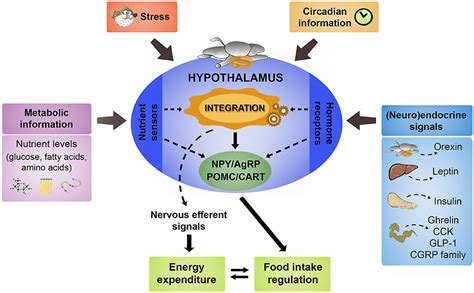 Stress
Circadian
information
HYPOTHALAMUS
Metabolic
information
Nutrient levels
(glucose, fatty acids,
amino acids)
Nutrient
sensors
INTEGRATION
Hormone
receptors
NPY/AgRP
POMC/CART
(Neuro)endocrine
signals
Orexin
Leptin
Insulin
Ghrelin
CCK
GLP-1
CGRP family
Nervous efferent
signals
Energy
expenditure
Food intake
regulation